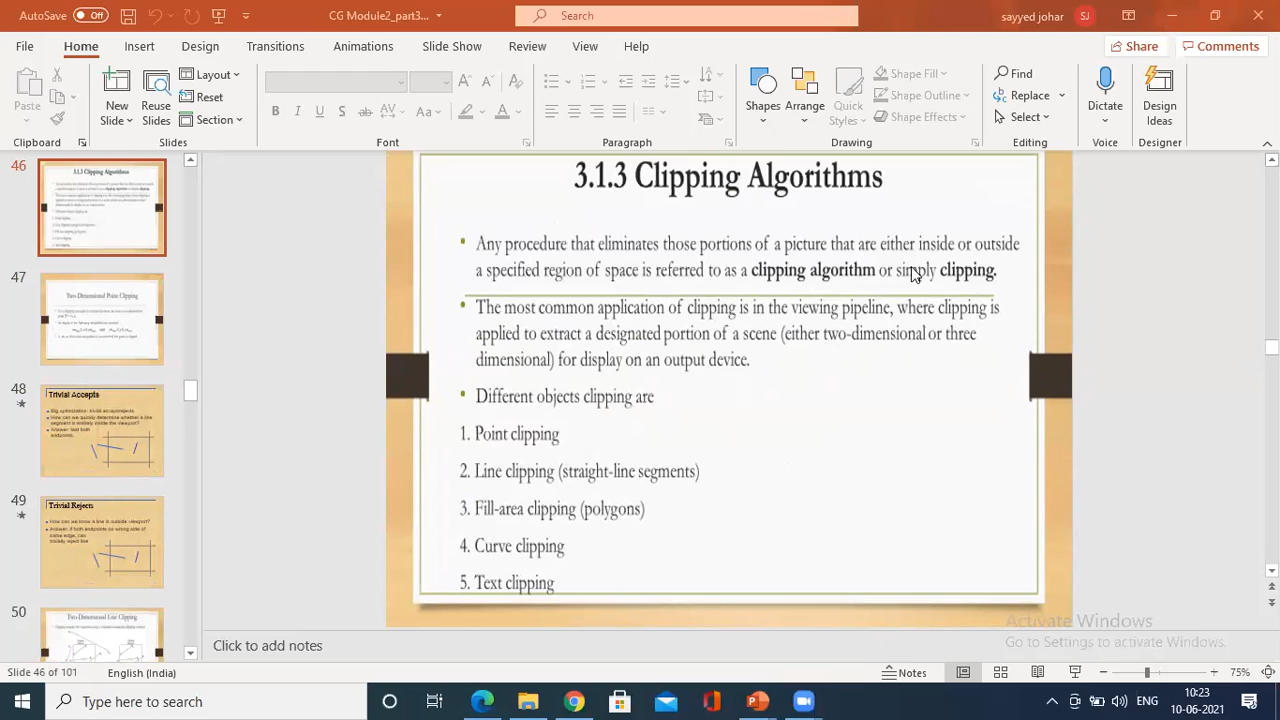 AutoSave Off
CG Module2_part3...
Search
sayyed johar SJ
File Home Insert Design Transitions Animations Slide Show Review View Help
Share Comments
Paste
New Slide
Reuse Slides
Layout
Reset
Section
B I U S ab AV Aa A
Shapes
Arrange
Quick Styles
Shape Fill
Shape Outline
Shape Effects
Find
Replace
Select
Dictate
Design Ideas
Clipboard Slides Font Paragraph Drawing Editing Voice Designer
46
3.1.3 Clipping Algorithms
47
Two-Dimensional Point Clipping
48
Trivial Accepts
49
Trivial Rejects
50
Two-Dimensional Line Clipping
3.1.3 Clipping Algorithms
• Any procedure that eliminates those portions of a picture that are either inside or outside
a specified region of space is referred to as a clipping algorithm or simply clipping.
• The most common application of clipping is in the viewing pipeline, where clipping is
applied to extract a designated portion of a scene (either two-dimensional or three
dimensional) for display on an output device.
• Different objects clipping are
1. Point clipping
2. Line clipping (straight-line segments)
3. Fill-area clipping (polygons)
4. Curve clipping
5. Text clipping
Activate Windows
Go to Settings to activate Windows.
Click to add notes
Slide 46 of 101 English (India) Notes 75%
Type here to search
ENG
10:23
10-06-2021